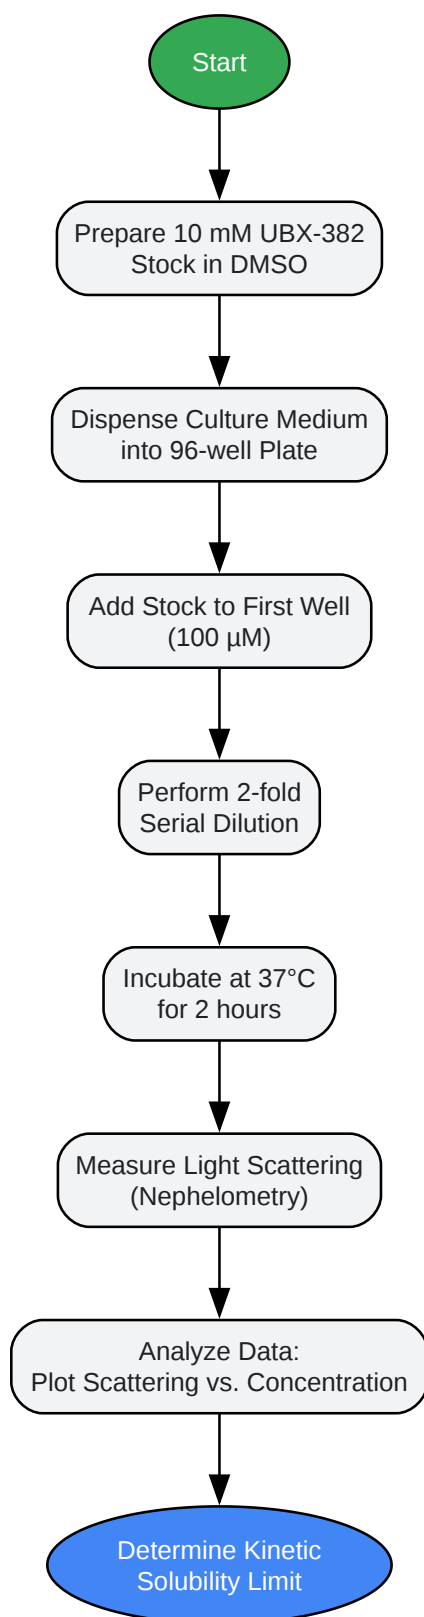 Start
Prepare 10 mM UBX-382
Stock in DMSO
Dispense Culture Medium
into 96-well Plate
Add Stock to First Well
(100 µM)
Perform 2-fold
Serial Dilution
Incubate at 37°C
for 2 hours
Measure Light Scattering
(Nephelometry)
Analyze Data:
Plot Scattering vs. Concentration
Determine Kinetic
Solubility Limit